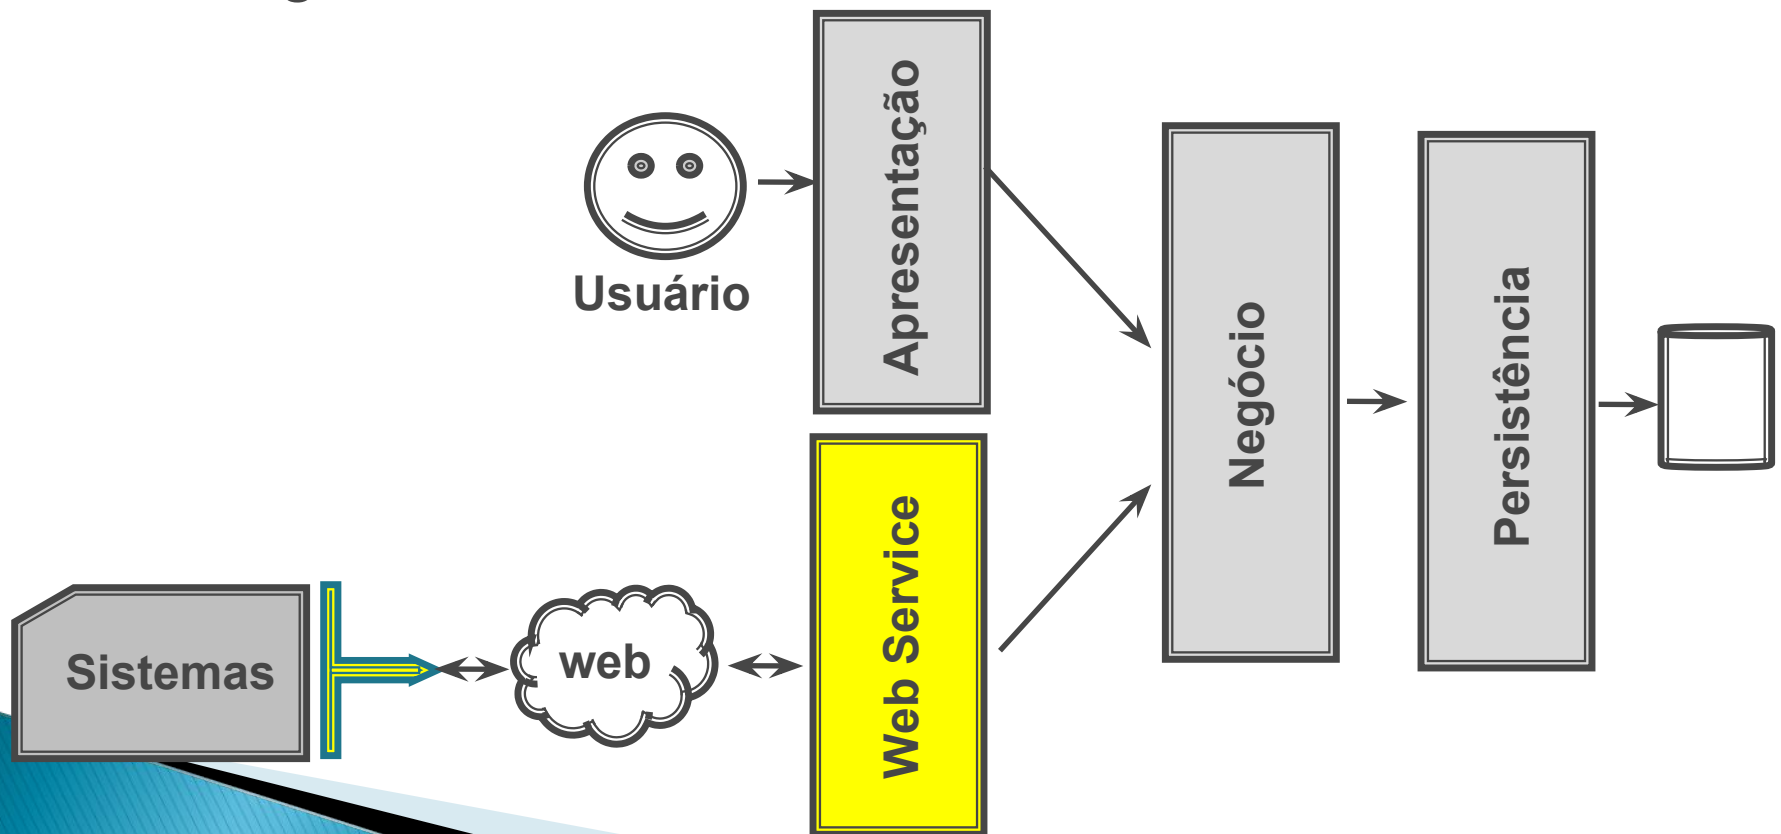 Apresentação
Usuário
Negócio
Persistência
Web Service
Sistemas
web